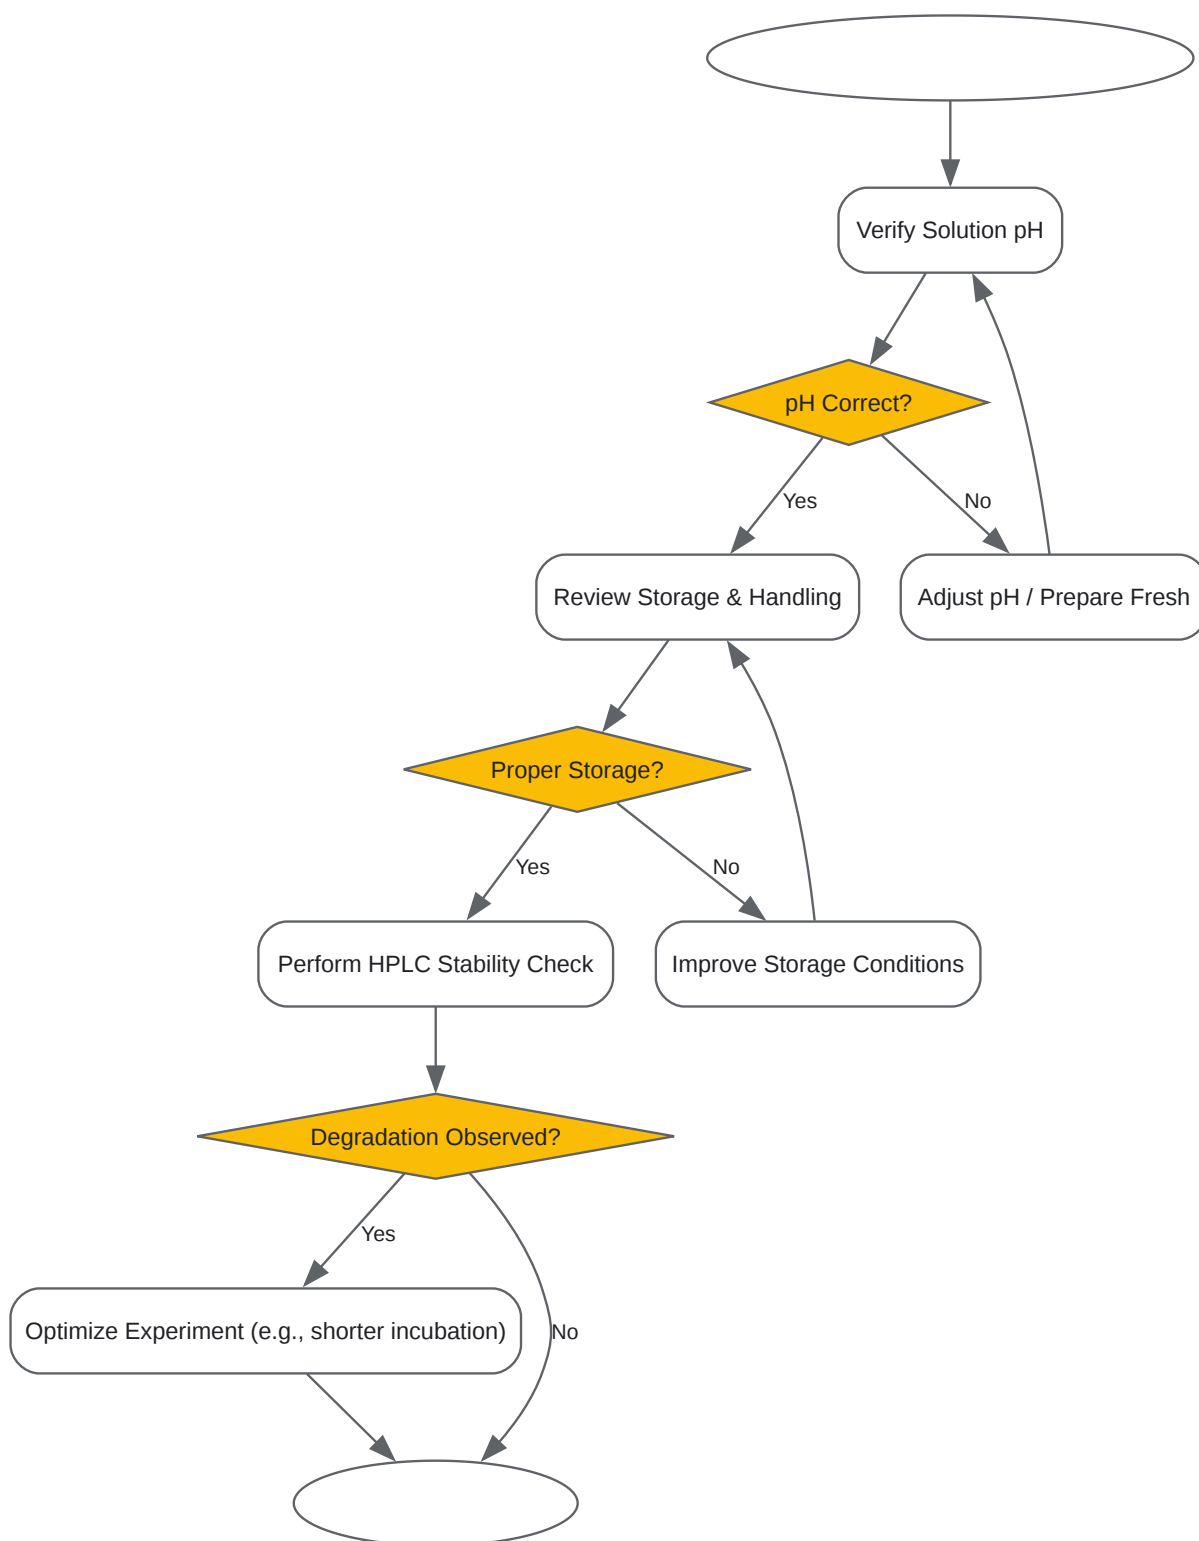 Verify Solution pH
pH Correct?
Yes
No
Review Storage & Handling
Adjust pH / Prepare Fresh
Proper Storage?
Yes
No
Perform HPLC Stability Check
Improve Storage Conditions
Degradation Observed?
Yes
Optimize Experiment (e.g., shorter incubation)
No